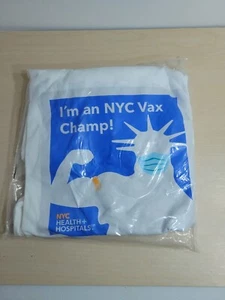 I'm an NYC Vax
Champ!
NYC
HEALTH+
HOSPITALS